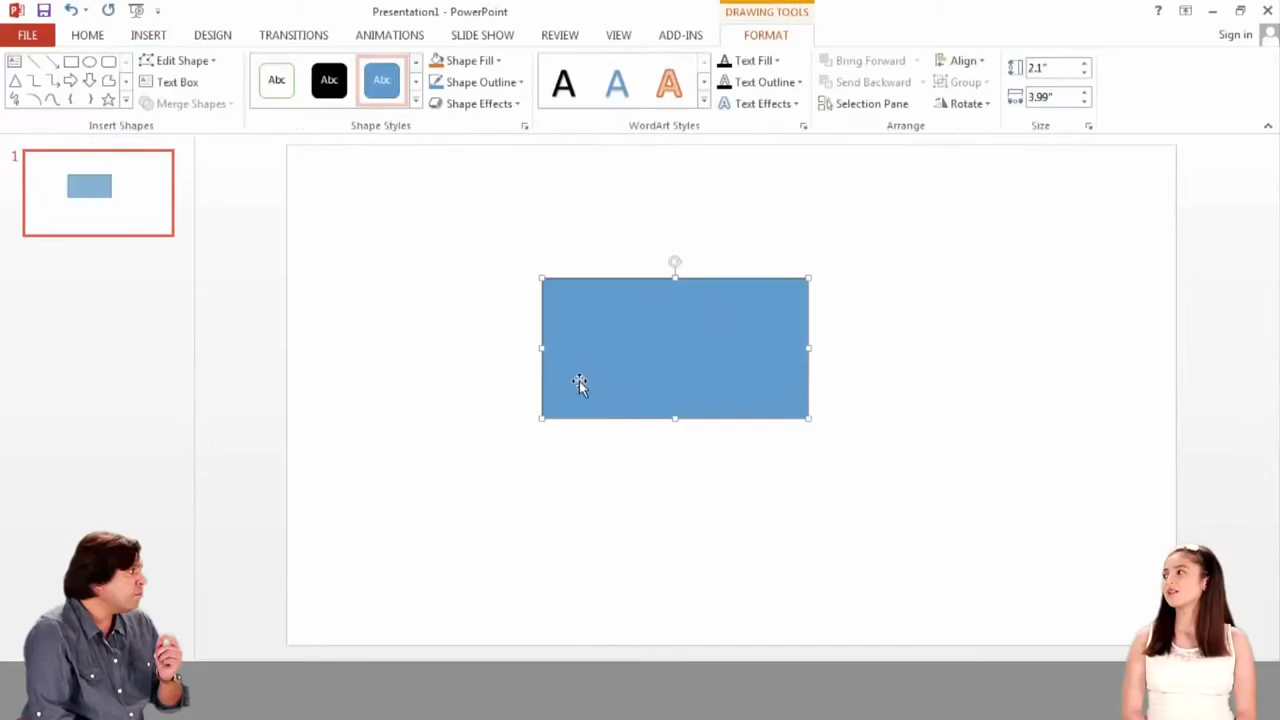 Presentation1 - PowerPoint
DRAWING TOOLS
?
FILE
HOME
INSERT
DESIGN
TRANSITIONS
ANIMATIONS
SLIDE SHOW
REVIEW
VIEW
ADD-INS
FORMAT
Sign in
Edit Shape
Text Box
Merge Shapes
Insert Shapes
Abc
Abc
Abc
Shape Fill
Shape Outline
Shape Effects
Shape Styles
A
A
A
Text Fill
Text Outline
Text Effects
WordArt Styles
Bring Forward
Send Backward
Selection Pane
Align
Group
Rotate
Arrange
2.1"
3.99"
Size
1